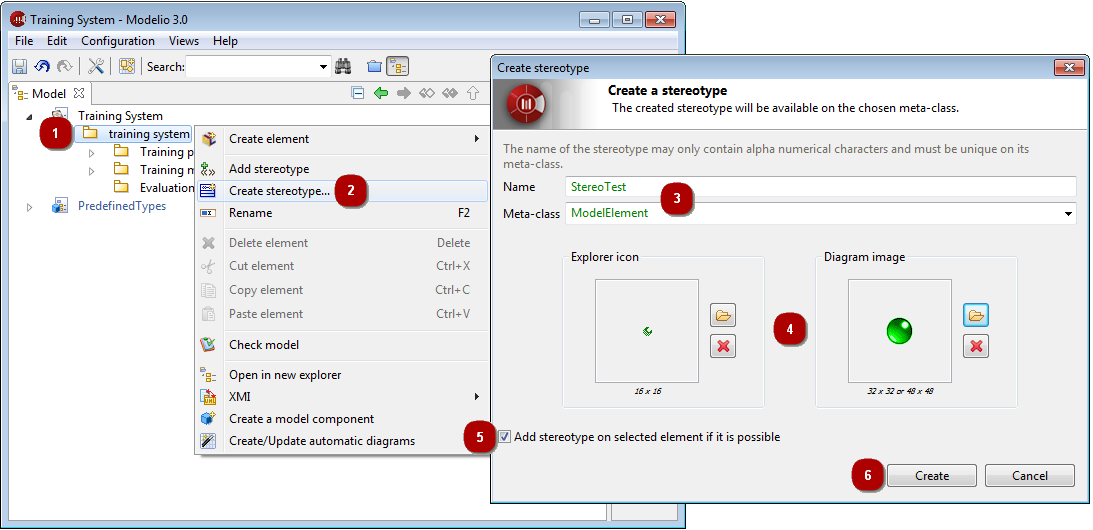 Training System - Modelio 3.0
File Edit Configuration Views Help
Search:
Model
Training System
1
training system
Training p
Training m
Evaluation
PredefinedTypes
Create element
Add stereotype
Create stereotype...
2
Rename F2
Delete element Delete
Cut element Ctrl+X
Copy element Ctrl+C
Paste element Ctrl+V
Check model
Open in new explorer
XMI
Create a model component
Create/Update automatic diagrams
Create stereotype
Create a stereotype
The created stereotype will be available on the chosen meta-class.
The name of the stereotype may only contain alpha numerical characters and must be unique on its
meta-class.
Name StereoTest
3
Meta-class ModelElement
Explorer icon
Diagram image
4
16 x 16
32 x 32 or 48 x 48
5
Add stereotype on selected element if it is possible
6
Create Cancel